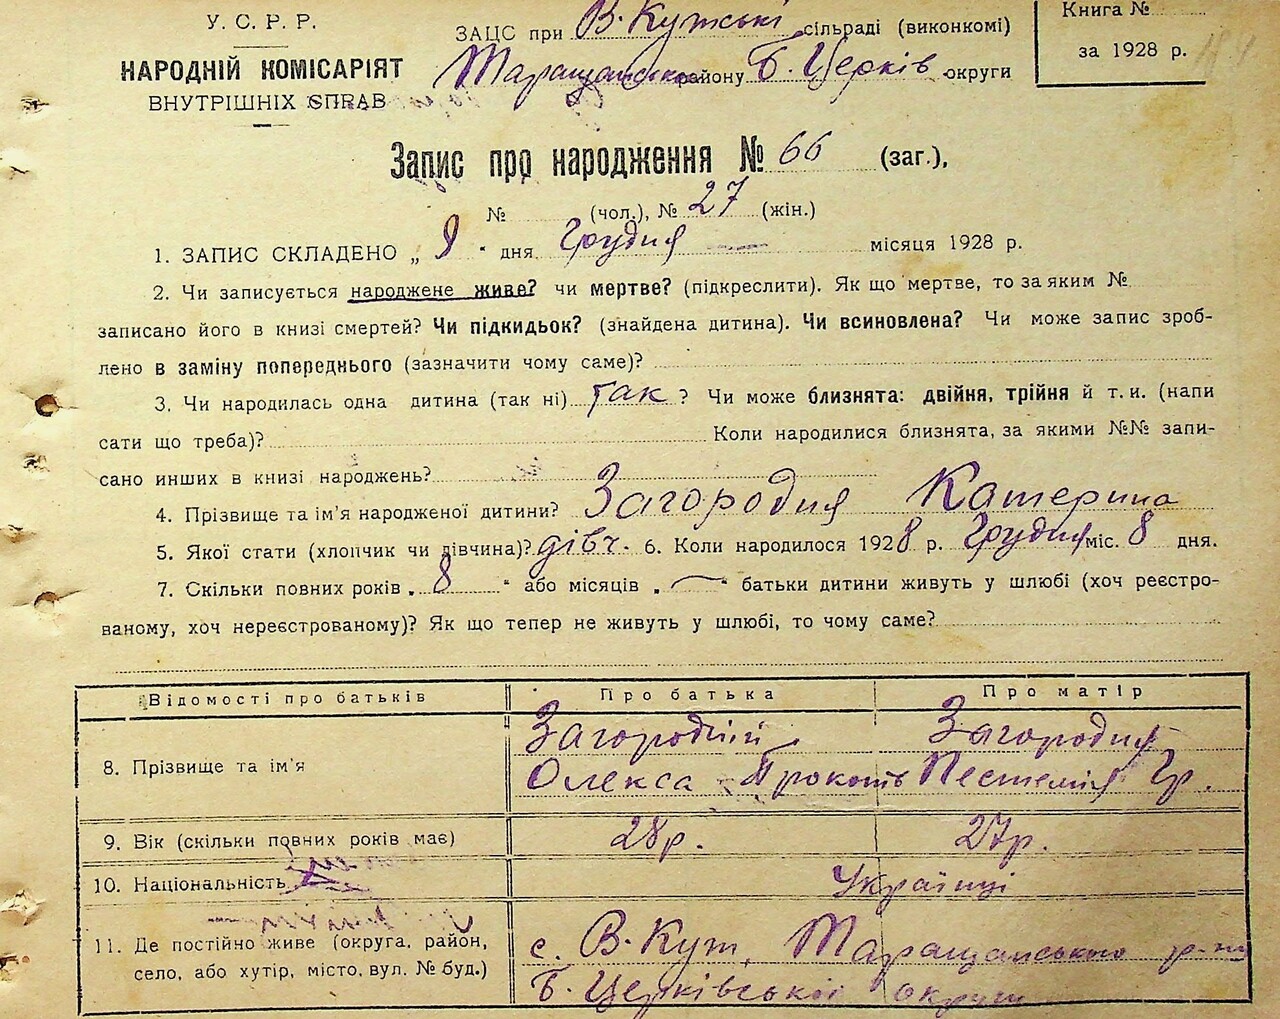 У. С. Р. Р.
НАРОДНІЙ КОМІСАРІЯТ
ВНУТРІШНІХ СПРАВ
ЗАЦС при В-Кутській сільраді (виконкомі)
Таращанськ району Б. Церків округи
Книга №
за 1928 р.
Запис про народження № 66 (заг.),
№ (чол.), № 27 (жін.)
1. ЗАПИС СКЛАДЕНО „ 9 “ дня Грудня місяця 1928 р.
2. Чи записується народжене живе? чи мертве? (підкреслити). Як що мертве, то за яким №
записано його в книзі смертей? Чи підкидьок? (знайдена дитина). Чи всиновлена? Чи може запис зроб-
лено в заміну попереднього (зазначити чому саме)?
3. Чи народилась одна дитина (так ні) так ? Чи може близнята: двійня, трійня й т. и. (напи
сати що треба)? Коли народилися близнята, за якими №№ запи-
сано инших в книзі народжень?
4. Прізвище та ім'я народженої дитини? Загородня Катерина
5. Якої стати (хлопчик чи дівчина)? дівч. 6. Коли народилося 1928 р. Грудня міс. 8 дня.
7. Скільки повних років „ 8 “ або місяців „ — “ батьки дитини живуть у шлюбі (хоч реєстро-
ваному, хоч нереєстрованому)? Як що тепер не живуть у шлюбі, то чому саме?
Відомості про батьків Про батька Про матір
8. Прізвище та ім'я Загородній Загородня
Олекса Прокоп Пестемія Гр.
9. Вік (скільки повних років має) 28р. 27р.
10. Національність Українці
11. Де постійно живе (округа, район, с. В-Кут, Таращанського р-ну
село, або хутір, місто, вул. № буд.) Б. Церківської округи